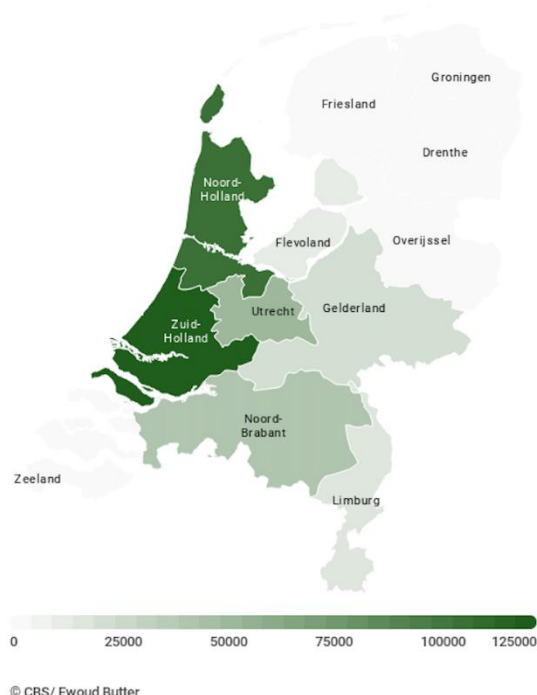 Groningen
Friesland
Drenthe
Noord-
Holland
Flevoland
Overijssel
Utrecht
Gelderland
Zuid-
Holland
Noord-
Brabant
Zeeland
Limburg
0 25000 50000 75000 100000 125000
© CBS/ Ewoud Butter